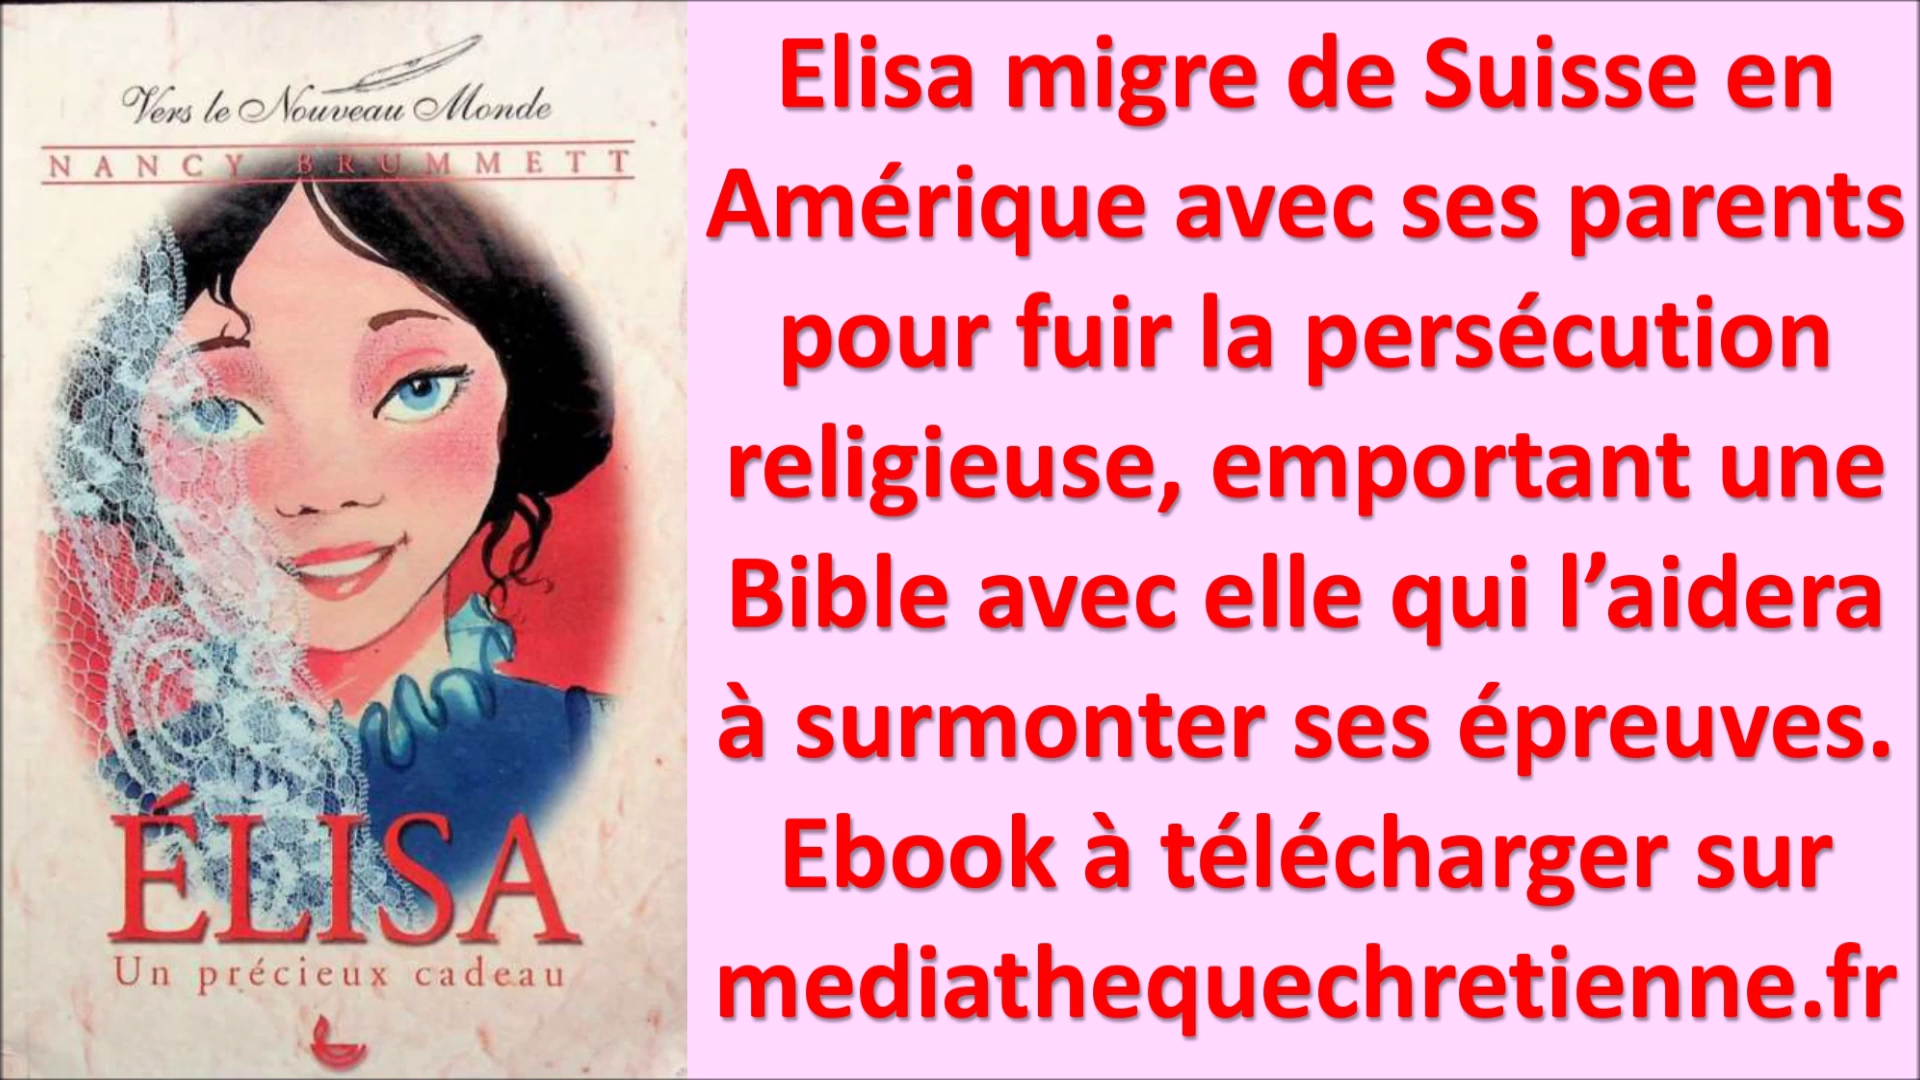 Vers le Nouveau Monde
NANCY BRUMMETT
ÉLISA
Un précieux cadeau
Elisa migre de Suisse en
Amérique avec ses parents
pour fuir la persécution
religieuse, emportant une
Bible avec elle qui l’aidera
à surmonter ses épreuves.
Ebook à télécharger sur
mediathequechretienne.fr